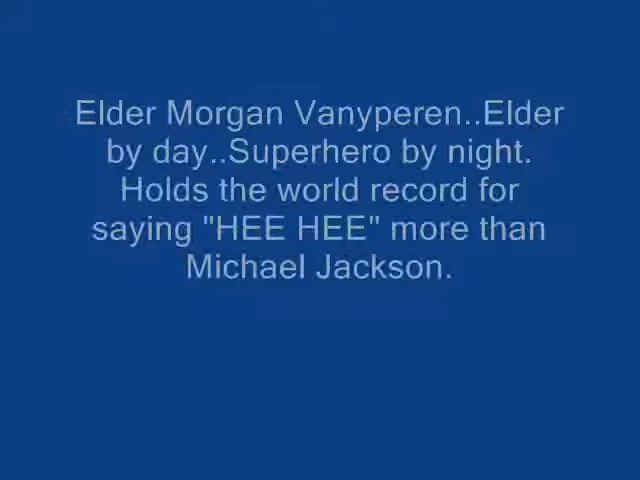 Elder Morgan Vanyperen..Elder
by day..Superhero by night.
Holds the world record for
saying "HEE HEE" more than
Michael Jackson.